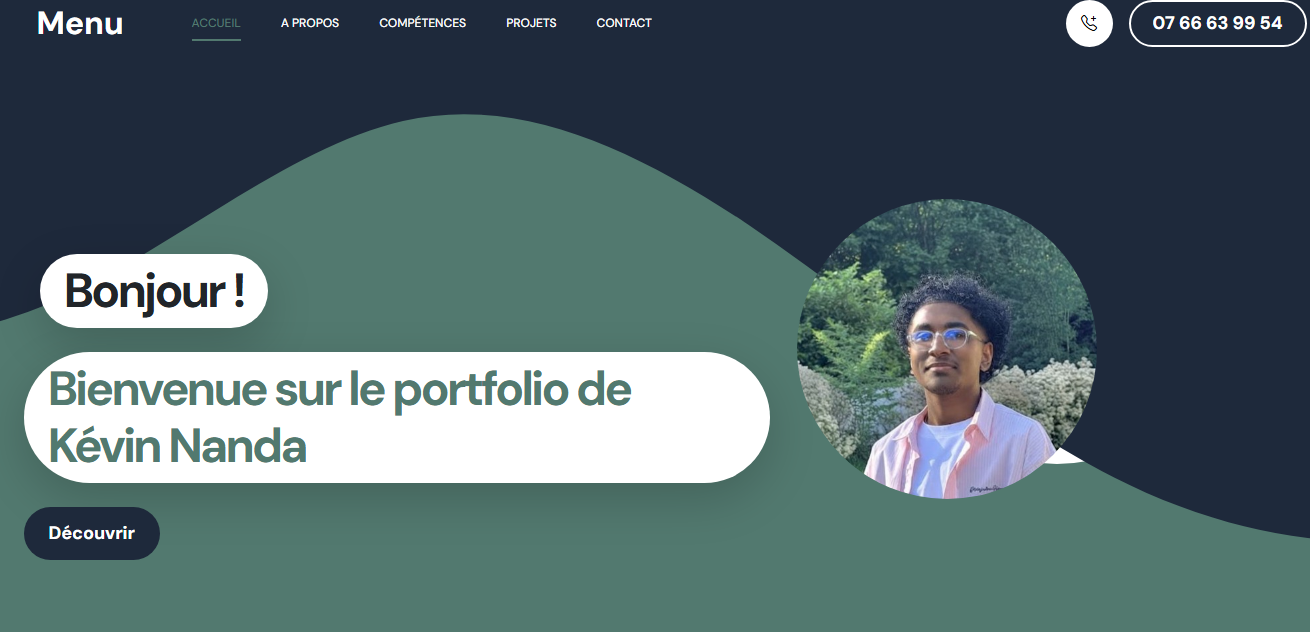 Menu
ACCUEIL
A PROPOS
COMPÉTENCES
PROJETS
CONTACT
07 66 63 99 54
Bonjour !
Bienvenue sur le portfolio de
Kévin Nanda
Découvrir